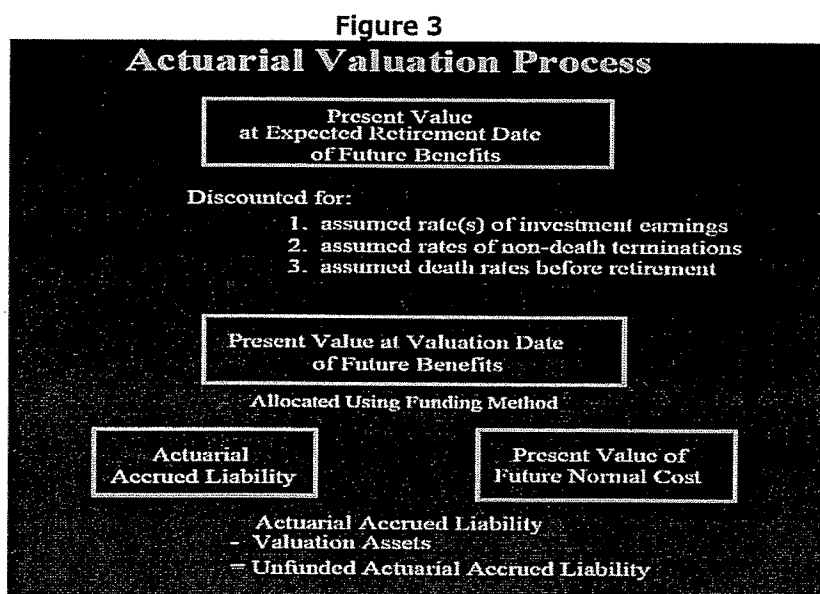 Figure 3
Actuarial Valuation Process
Present Value
at Expected Retirement Date
of Future Benefits
Discounted for:
1. assumed rate(s) of investment earnings
2. assumed rates of non-death terminations
3. assumed death rates before retirement
Present Value at Valuation Date
of Future Benefits
Allocated Using Funding Method
Actuarial
Accrued Liability
Present Value of
Future Normal Cost
Actuarial Accrued Liability
- Valuation Assets
= Unfunded Actuarial Accrued Liability